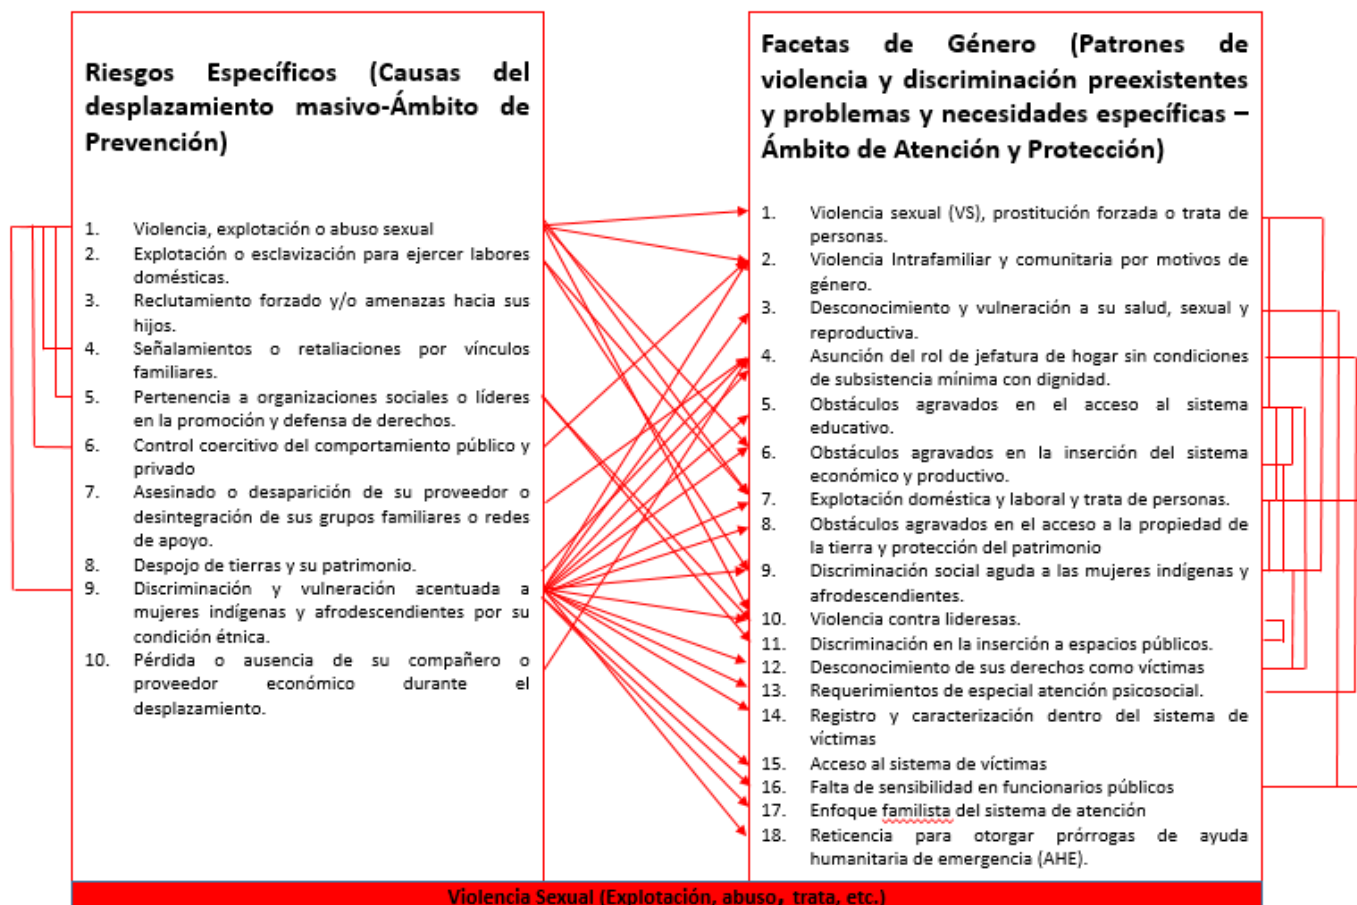 Riesgos Específicos (Causas del
desplazamiento masivo-Ámbito de
Prevención)
1. Violencia, explotación o abuso sexual
2. Explotación o esclavización para ejercer labores
domésticas.
3. Reclutamiento forzado y/o amenazas hacia sus
hijos.
4. Señalamientos o retaliaciones por vínculos
familiares.
5. Pertenencia a organizaciones sociales o líderes
en la promoción y defensa de derechos.
6. Control coercitivo del comportamiento público y
privado
7. Asesinado o desaparición de su proveedor o
desintegración de sus grupos familiares o redes
de apoyo.
8. Despojo de tierras y su patrimonio.
9. Discriminación y vulneración acentuada a
mujeres indígenas y afrodescendientes por su
condición étnica.
10. Pérdida o ausencia de su compañero o
proveedor económico durante el
desplazamiento.
Facetas de Género (Patrones de
violencia y discriminación preexistentes
y problemas y necesidades específicas –
Ámbito de Atención y Protección)
1. Violencia sexual (VS), prostitución forzada o trata de
personas.
2. Violencia Intrafamiliar y comunitaria por motivos de
género.
3. Desconocimiento y vulneración a su salud, sexual y
reproductiva.
4. Asunción del rol de jefatura de hogar sin condiciones
de subsistencia mínima con dignidad.
5. Obstáculos agravados en el acceso al sistema
educativo.
6. Obstáculos agravados en la inserción del sistema
económico y productivo.
7. Explotación doméstica y laboral y trata de personas.
8. Obstáculos agravados en el acceso a la propiedad de
la tierra y protección del patrimonio
9. Discriminación social aguda a las mujeres indígenas y
afrodescendientes.
10. Violencia contra lideresas.
11. Discriminación en la inserción a espacios públicos.
12. Desconocimiento de sus derechos como víctimas
13. Requerimientos de especial atención psicosocial.
14. Registro y caracterización dentro del sistema de
víctimas
15. Acceso al sistema de víctimas
16. Falta de sensibilidad en funcionarios públicos
17. Enfoque familista del sistema de atención
18. Reticencia para otorgar prórrogas de ayuda
humanitaria de emergencia (AHE).
Violencia Sexual (Explotación, abuso, trata, etc.)